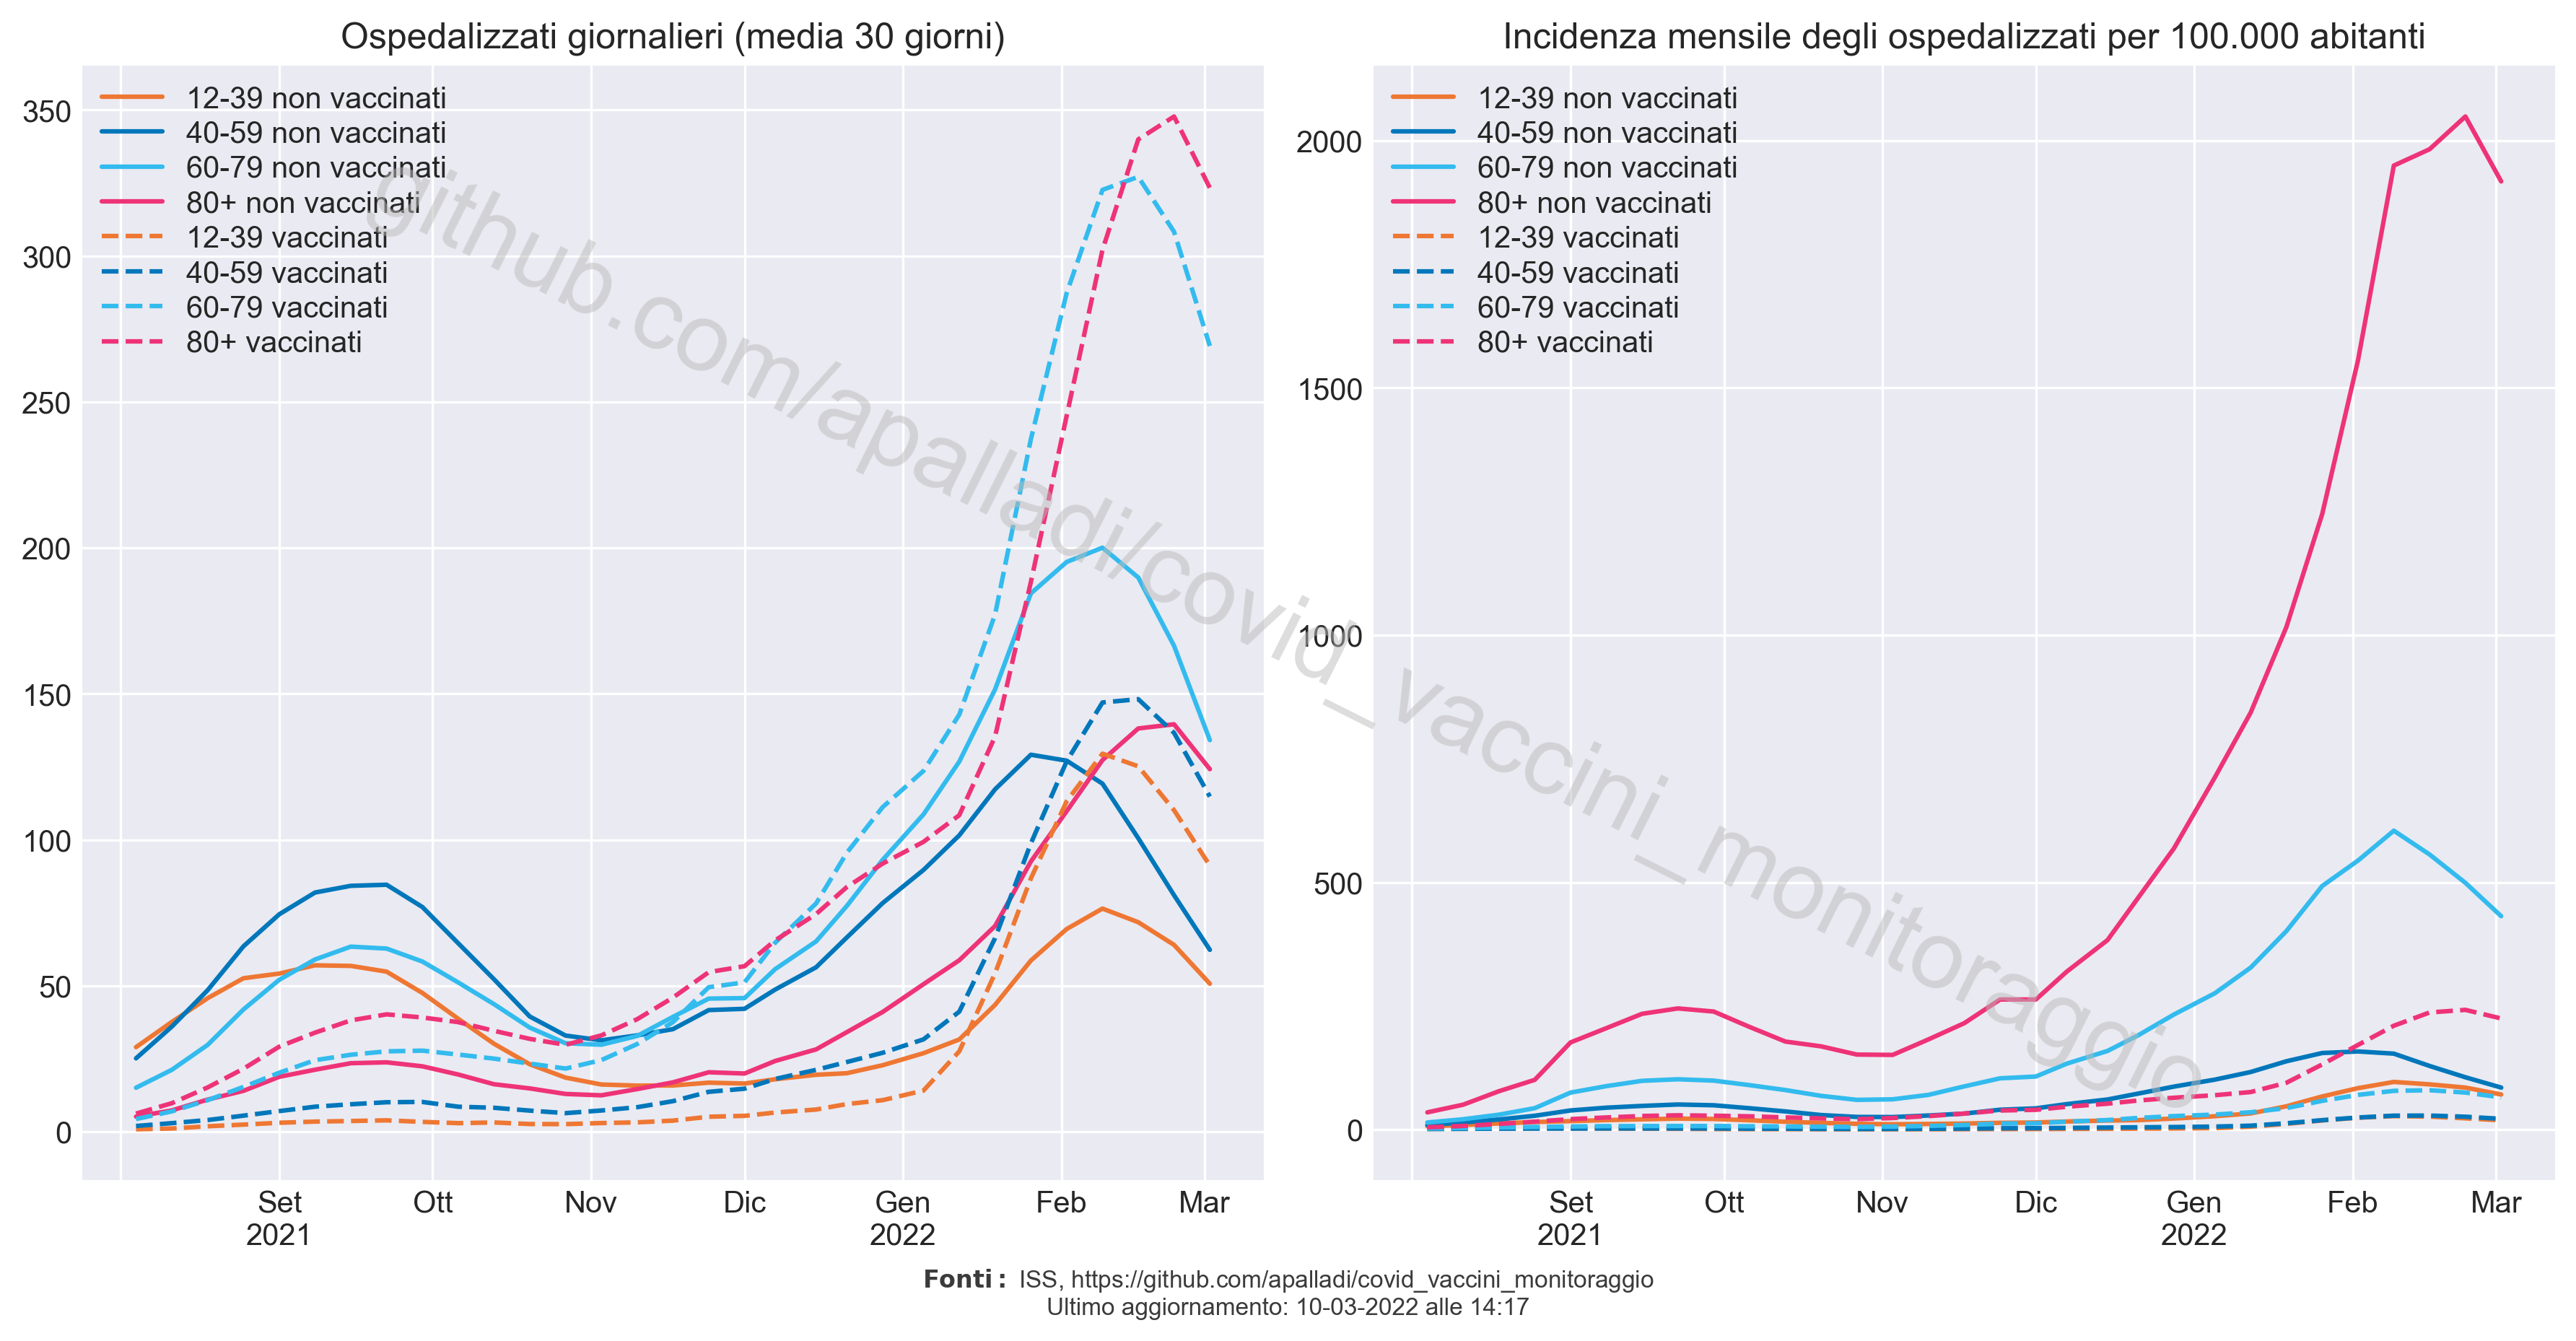 Ospedalizzati giornalieri (media 30 giorni)
350
300
250
200
150
100
50
0
12-39 non vaccinati
40-59 non vaccinati
60-79 non vaccinati
80+ non vaccinati
12-39 vaccinati
40-59 vaccinati
60-79 vaccinati
80+ vaccinati
Set
2021
Ott
Nov
Dic
Gen
2022
Feb
Mar
Incidenza mensile degli ospedalizzati per 100.000 abitanti
2000
1500
1000
500
0
12-39 non vaccinati
40-59 non vaccinati
60-79 non vaccinati
80+ non vaccinati
12-39 vaccinati
40-59 vaccinati
60-79 vaccinati
80+ vaccinati
Set
2021
Ott
Nov
Dic
Gen
2022
Feb
Mar
github.com/apalladi/covid_vaccini_monitoraggio
Fonti: ISS, https://github.com/apalladi/covid_vaccini_monitoraggio
Ultimo aggiornamento: 10-03-2022 alle 14:17